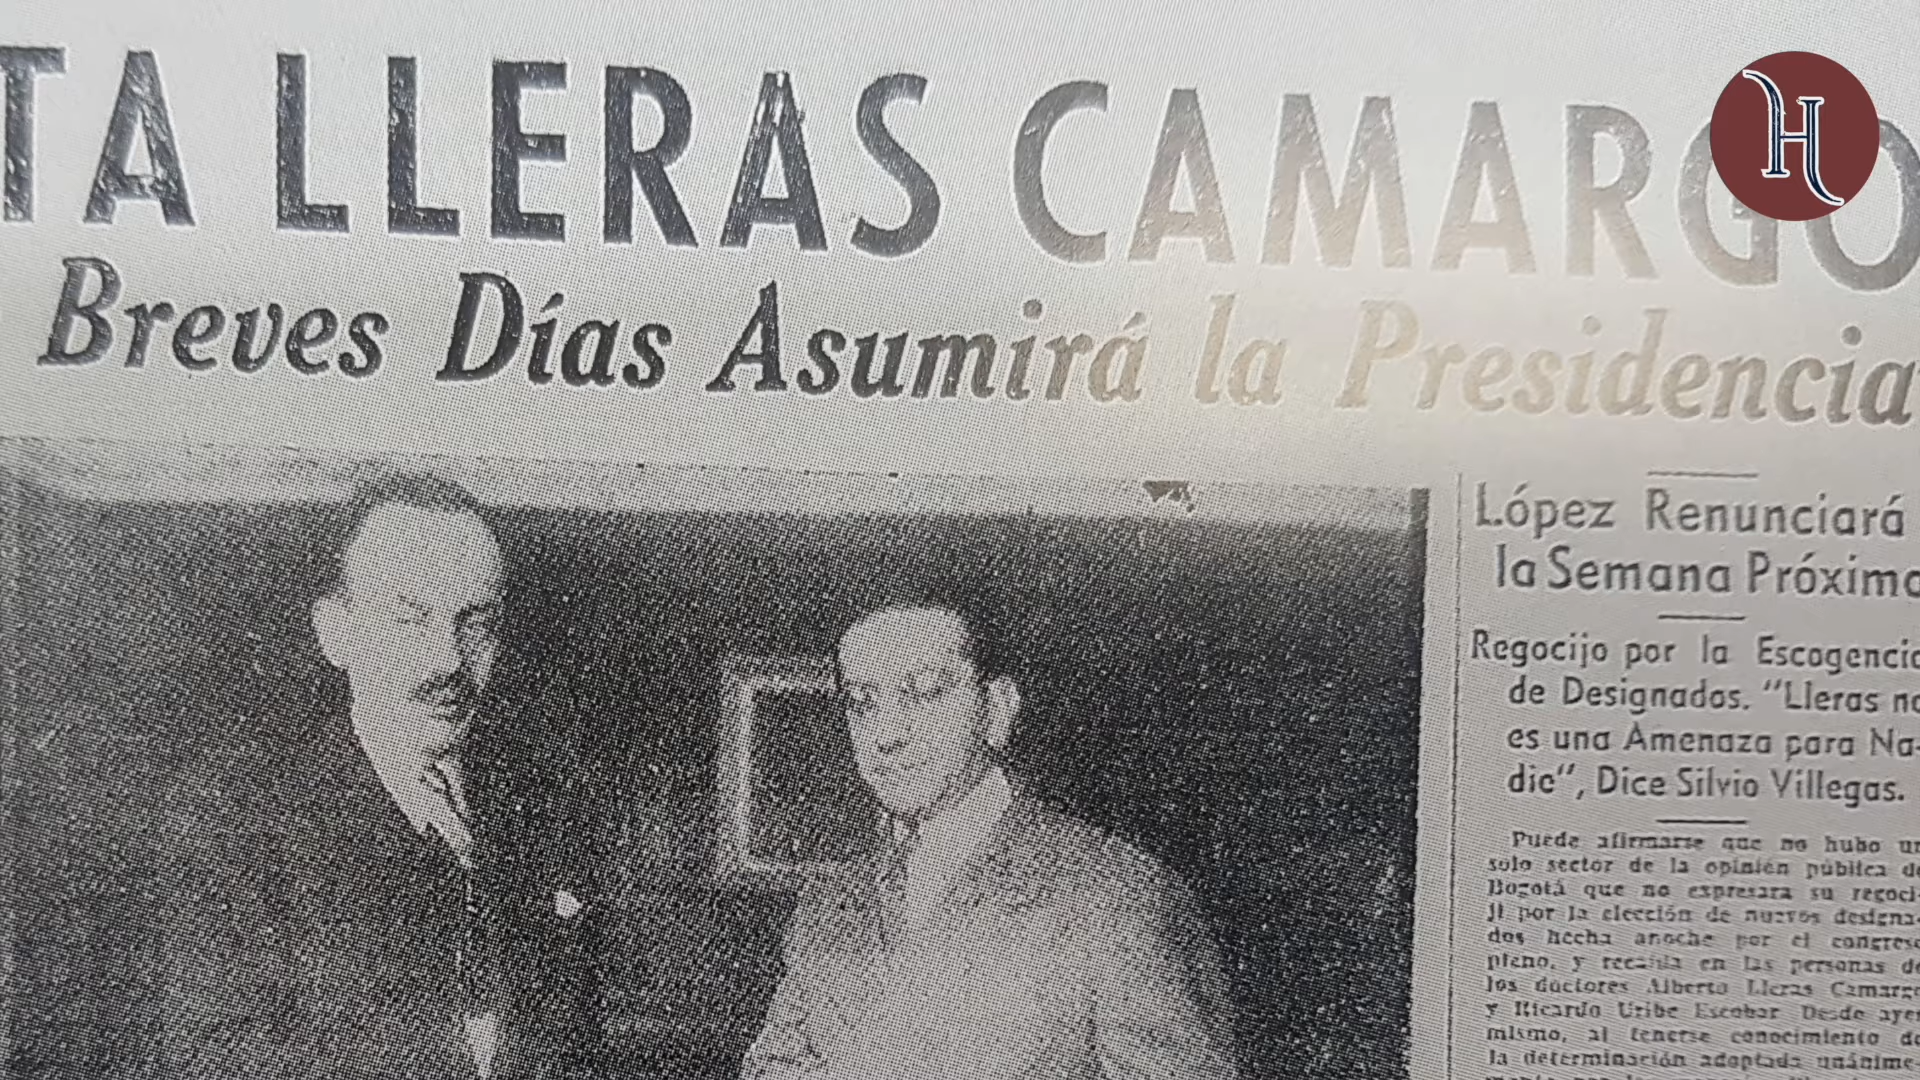 TA LLERAS CAMARGO
Breves Días Asumirá la Presidencia
H
López Renunciará
la Semana Próxima
Regocijo por la Escogencia
de Designados. "Lleras no
es una Amenaza para Na-
die", Dice Silvio Villegas.
Puede afirmarse que no hubo un
solo sector de la opinión pública de
Bogotá que no expresara su regoci-
jo por la elección de nuevos designa-
dos hecha anoche por el congreso
pleno, y recaída en las personas de
los doctores Alberto Lleras Camargo
y Ricardo Uribe Escobar Desde ayer
mismo, al tenerse conocimiento de
la determinación adoptada unánime-